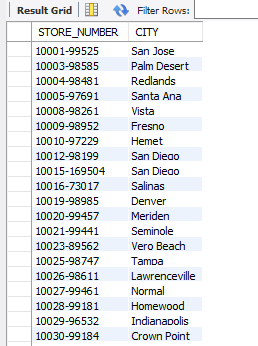 Result Grid Filter Rows:
STORE_NUMBER CITY
10001-99525 San Jose
10003-98585 Palm Desert
10004-98481 Redlands
10005-97691 Santa Ana
10008-98261 Vista
10009-98952 Fresno
10010-97229 Hemet
10012-98199 San Diego
10015-169504 San Diego
10016-73017 Salinas
10019-98985 Denver
10020-99457 Meriden
10021-99441 Seminole
10023-89562 Vero Beach
10025-98747 Tampa
10026-98611 Lawrenceville
10027-99461 Normal
10028-99181 Homewood
10029-96532 Indianapolis
10030-99184 Crown Point